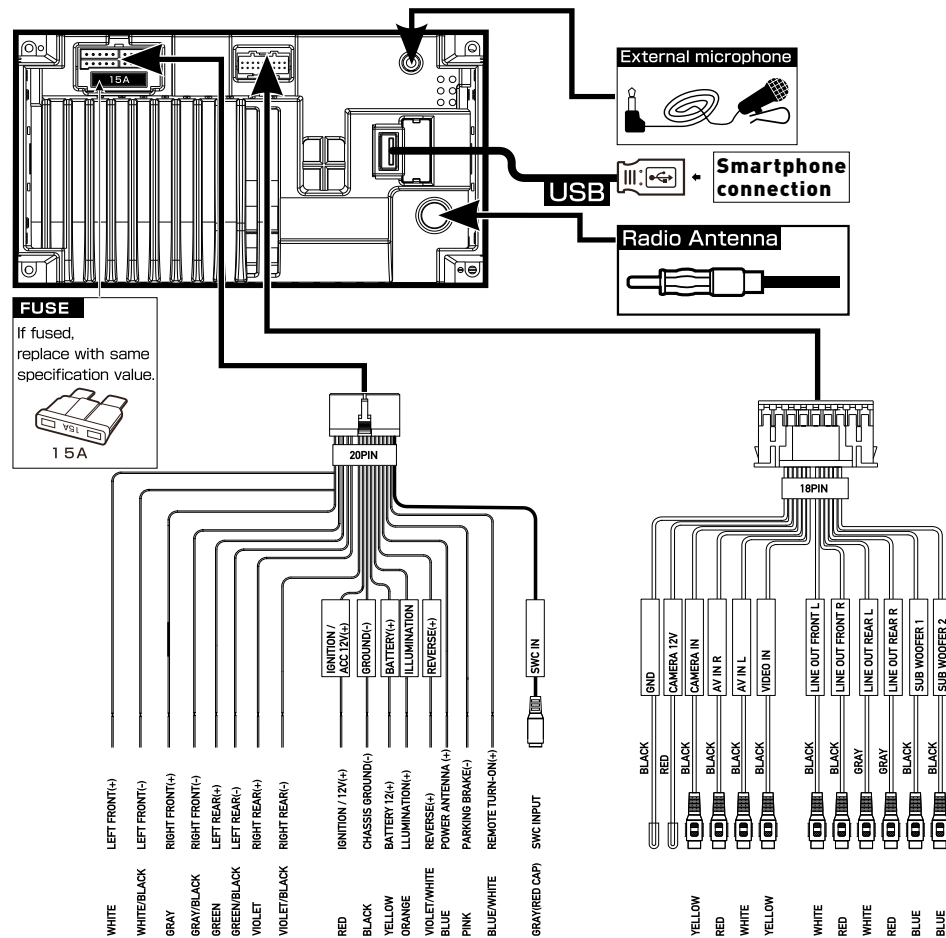 15A
External microphone
USB
Smartphone
connection
Radio Antenna
FUSE
If fused,
replace with same
specification value.
15A
15A
20PIN
18PIN
IGNITION /
ACC 12V(+)
GROUND(-)
BATTERY(+)
ILLUMINATION
REVERSE(+)
SWC IN
GND
CAMERA 12V
CAMERA IN
AV IN R
AV IN L
VIDEO IN
LINE OUT FRONT L
LINE OUT FRONT R
LINE OUT REAR L
LINE OUT REAR R
SUB WOOFER 1
SUB WOOFER 2
BLACK
RED
BLACK
BLACK
BLACK
BLACK
BLACK
BLACK
GRAY
GRAY
BLACK
BLACK
LEFT FRONT(+)
LEFT FRONT(-)
RIGHT FRONT(+)
RIGHT FRONT(-)
LEFT REAR(+)
LEFT REAR(-)
RIGHT REAR(+)
RIGHT REAR(-)
IGNITION / 12V(+)
CHASSIS GROUND(-)
BATTERY 12(+)
LLUMINATION(+)
REVERSE(+)
POWER ANTENNA (+)
PARKING BRAKE(-)
REMOTE TURN-ON(+)
SWC INPUT
WHITE
WHITE/BLACK
GRAY
GRAY/BLACK
GREEN
GREEN/BLACK
VIOLET
VIOLET/BLACK
RED
BLACK
YELLOW
ORANGE
VIOLET/WHITE
BLUE
PINK
BLUE/WHITE
GRAY(RED CAP)
YELLOW
RED
WHITE
YELLOW
WHITE
RED
WHITE
RED
BLUE
BLUE